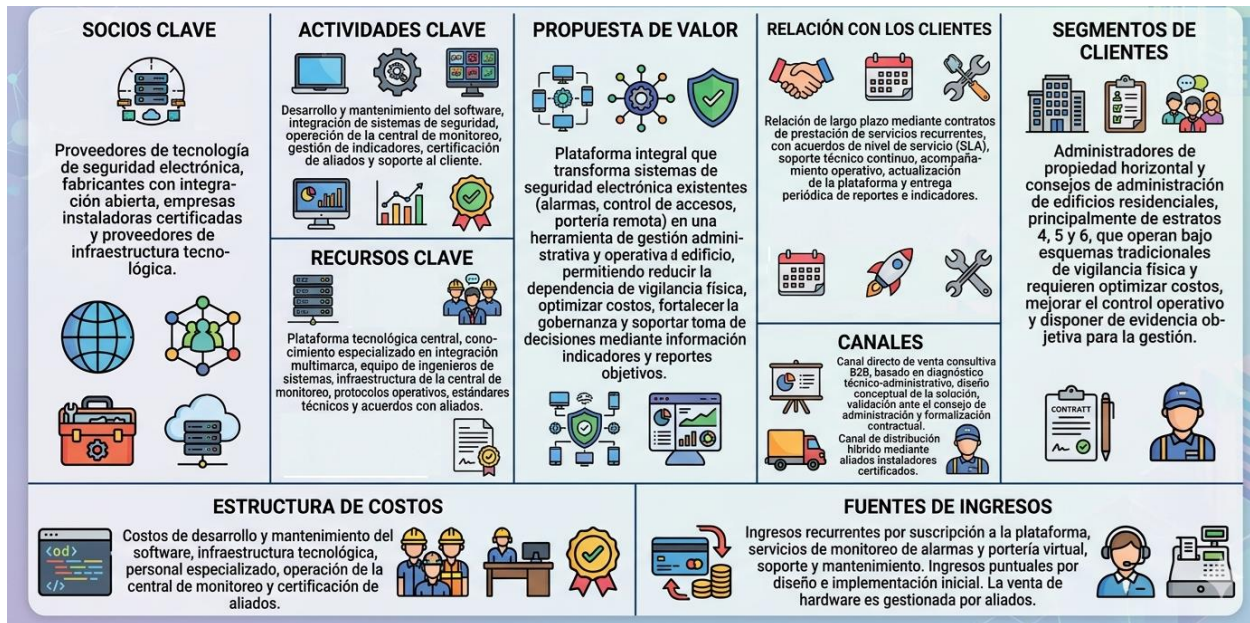 SOCIOS CLAVE
Proveedores de tecnología
de seguridad electrónica,
fabricantes con integra-
ción abierta, empresas
instaladoras certificadas
y proveedores de
infraestructura tecno-
lógica.
ACTIVIDADES CLAVE
Desarrollo y mantenimiento del software,
integración de sistemas de seguridad,
opereción de la central de monitoreo,
gestión de indicadores, certificación
de aliados y soporte al cliente.
RECURSOS CLAVE
Plataforma tecnológica central, cono-
cimiento especializado en integración
multimarca, equipo de ingenieros de
sistemas, infraestructura de la central de
monitoreo, protocolos operativos, estándares
técnicos y acuerdos con aliados.
PROPUESTA DE VALOR
Plataforma integral que
transforma sistemas de
seguridad electrónica existentes
(alarmas, control de accesos,
portería remota) en una
herramienta de gestión admini-
strativa y operativa d edificio,
permitiendo reducir la
dependencia de vigilancia física,
optimizar costos, fortalecer la
gobernanza y soportar toma de
decisiones mediante información
indicadores y reportes
objetivos.
RELACIÓN CON LOS CLIENTES
Relación de largo plazo mediante contratos
de prestación de servicios recurrentes,
con acuerdos de nivel de servicio (SLA),
soporte técnico continuo, acompaña-
miento operativo, actualización
de la plataforma y entrega
periódica de reportes e indicadores.
CANALES
Canal directo de venta consultiva
B2B, basado en diagnóstico
técnico-administrativo, diseño
conceptual de la solución,
validación ante el consejo de
administración y formalización
contractual.
Canal de distribución
híbrido mediante
aliados instaladores
certificados.
SEGMENTOS DE
CLIENTES
Administradores de
propiedad horizontal y
consejos de administración
de edificios residenciales,
principalmente de estratos
4, 5 y 6, que operan bajo
esquemas tradicionales
de vigilancia física y
requieren optimizar costos,
mejorar el control operativo
y disponer de evidencia ob-
jetiva para la gestión.
CONTRATT
ESTRUCTURA DE COSTOS
<od>
</>
Costos de desarrollo y mantenimiento del
software, infraestructura tecnológica,
personal especializado, operación de la
central de monitoreo y certificación de
aliados.
FUENTES DE INGRESOS
Ingresos recurrentes por suscripción a la plataforma,
servicios de monitoreo de alarmas y portería virtual,
soporte y mantenimiento. Ingresos puntuales por
diseño e implementación inicial. La venta de
hardware es gestionada por aliados.